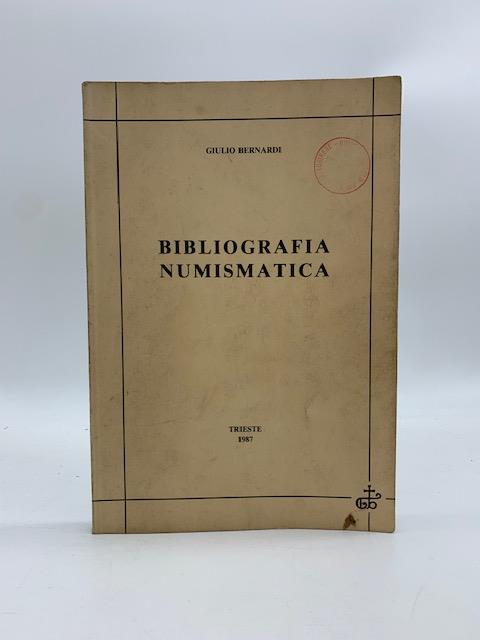 GIULIO BERNARDI
BIBLIOGRAFIA
NUMISMATICA
TRIESTE
1987